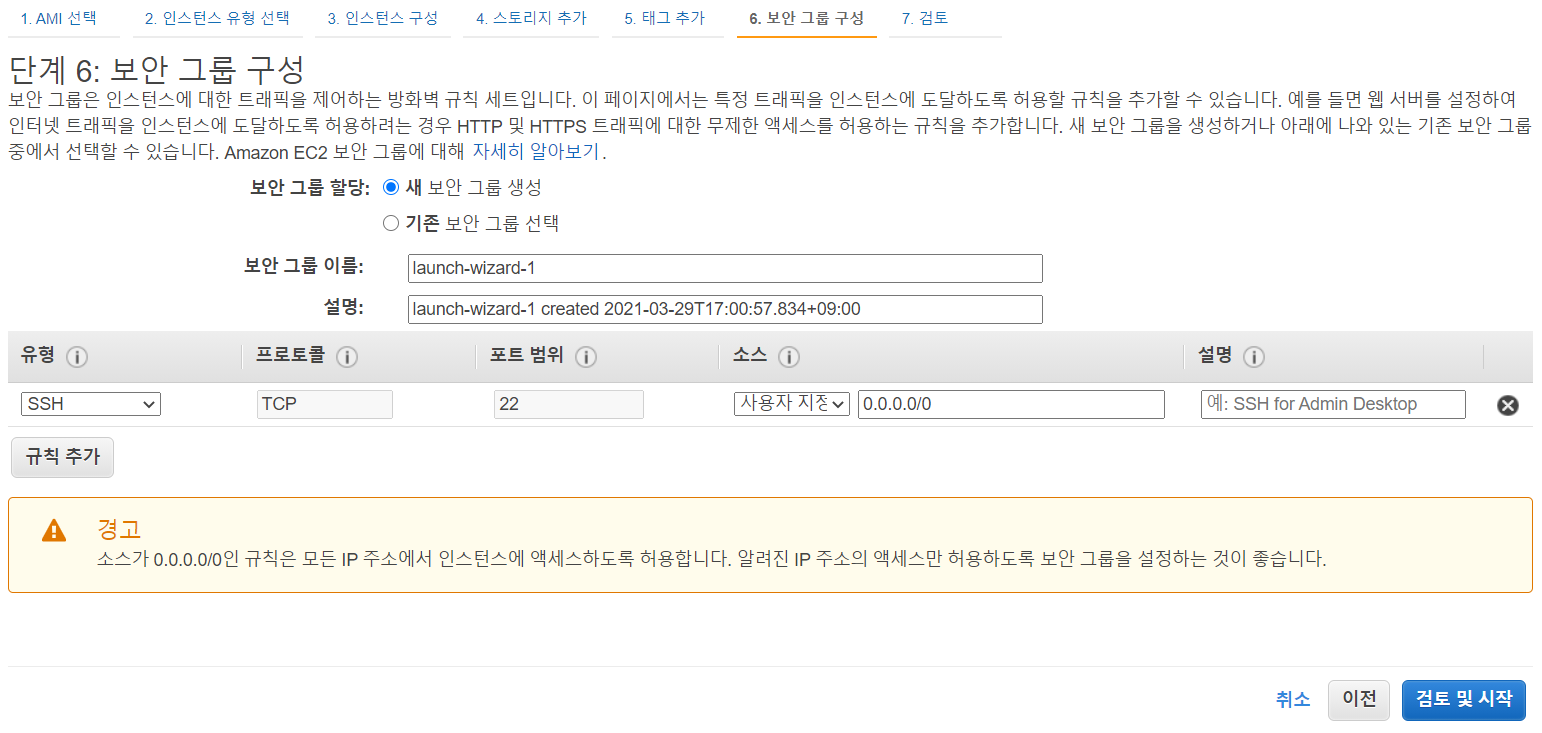 1. AMI 선택 2. 인스턴스 유형 선택 3. 인스턴스 구성 4. 스토리지 추가 5. 태그 추가 6. 보안 그룹 구성 7. 검토
단계 6: 보안 그룹 구성
보안 그룹은 인스턴스에 대한 트래픽을 제어하는 방화벽 규칙 세트입니다. 이 페이지에서는 특정 트래픽을 인스턴스에 도달하도록 허용할 규칙을 추가할 수 있습니다. 예를 들면 웹 서버를 설정하여
인터넷 트래픽을 인스턴스에 도달하도록 허용하려는 경우 HTTP 및 HTTPS 트래픽에 대한 무제한 액세스를 허용하는 규칙을 추가합니다. 새 보안 그룹을 생성하거나 아래에 나와 있는 기존 보안 그룹
중에서 선택할 수 있습니다. Amazon EC2 보안 그룹에 대해 자세히 알아보기.
보안 그룹 할당: 새 보안 그룹 생성
기존 보안 그룹 선택
보안 그룹 이름: launch-wizard-1
설명: launch-wizard-1 created 2021-03-29T17:00:57.834+09:00
유형 프로토콜 포트 범위 소스 설명
SSH TCP 22 사용자 지정 0.0.0.0/0 예: SSH for Admin Desktop
규칙 추가
경고
소스가 0.0.0.0/0인 규칙은 모든 IP 주소에서 인스턴스에 액세스하도록 허용합니다. 알려진 IP 주소의 액세스만 허용하도록 보안 그룹을 설정하는 것이 좋습니다.
취소 이전 검토 및 시작